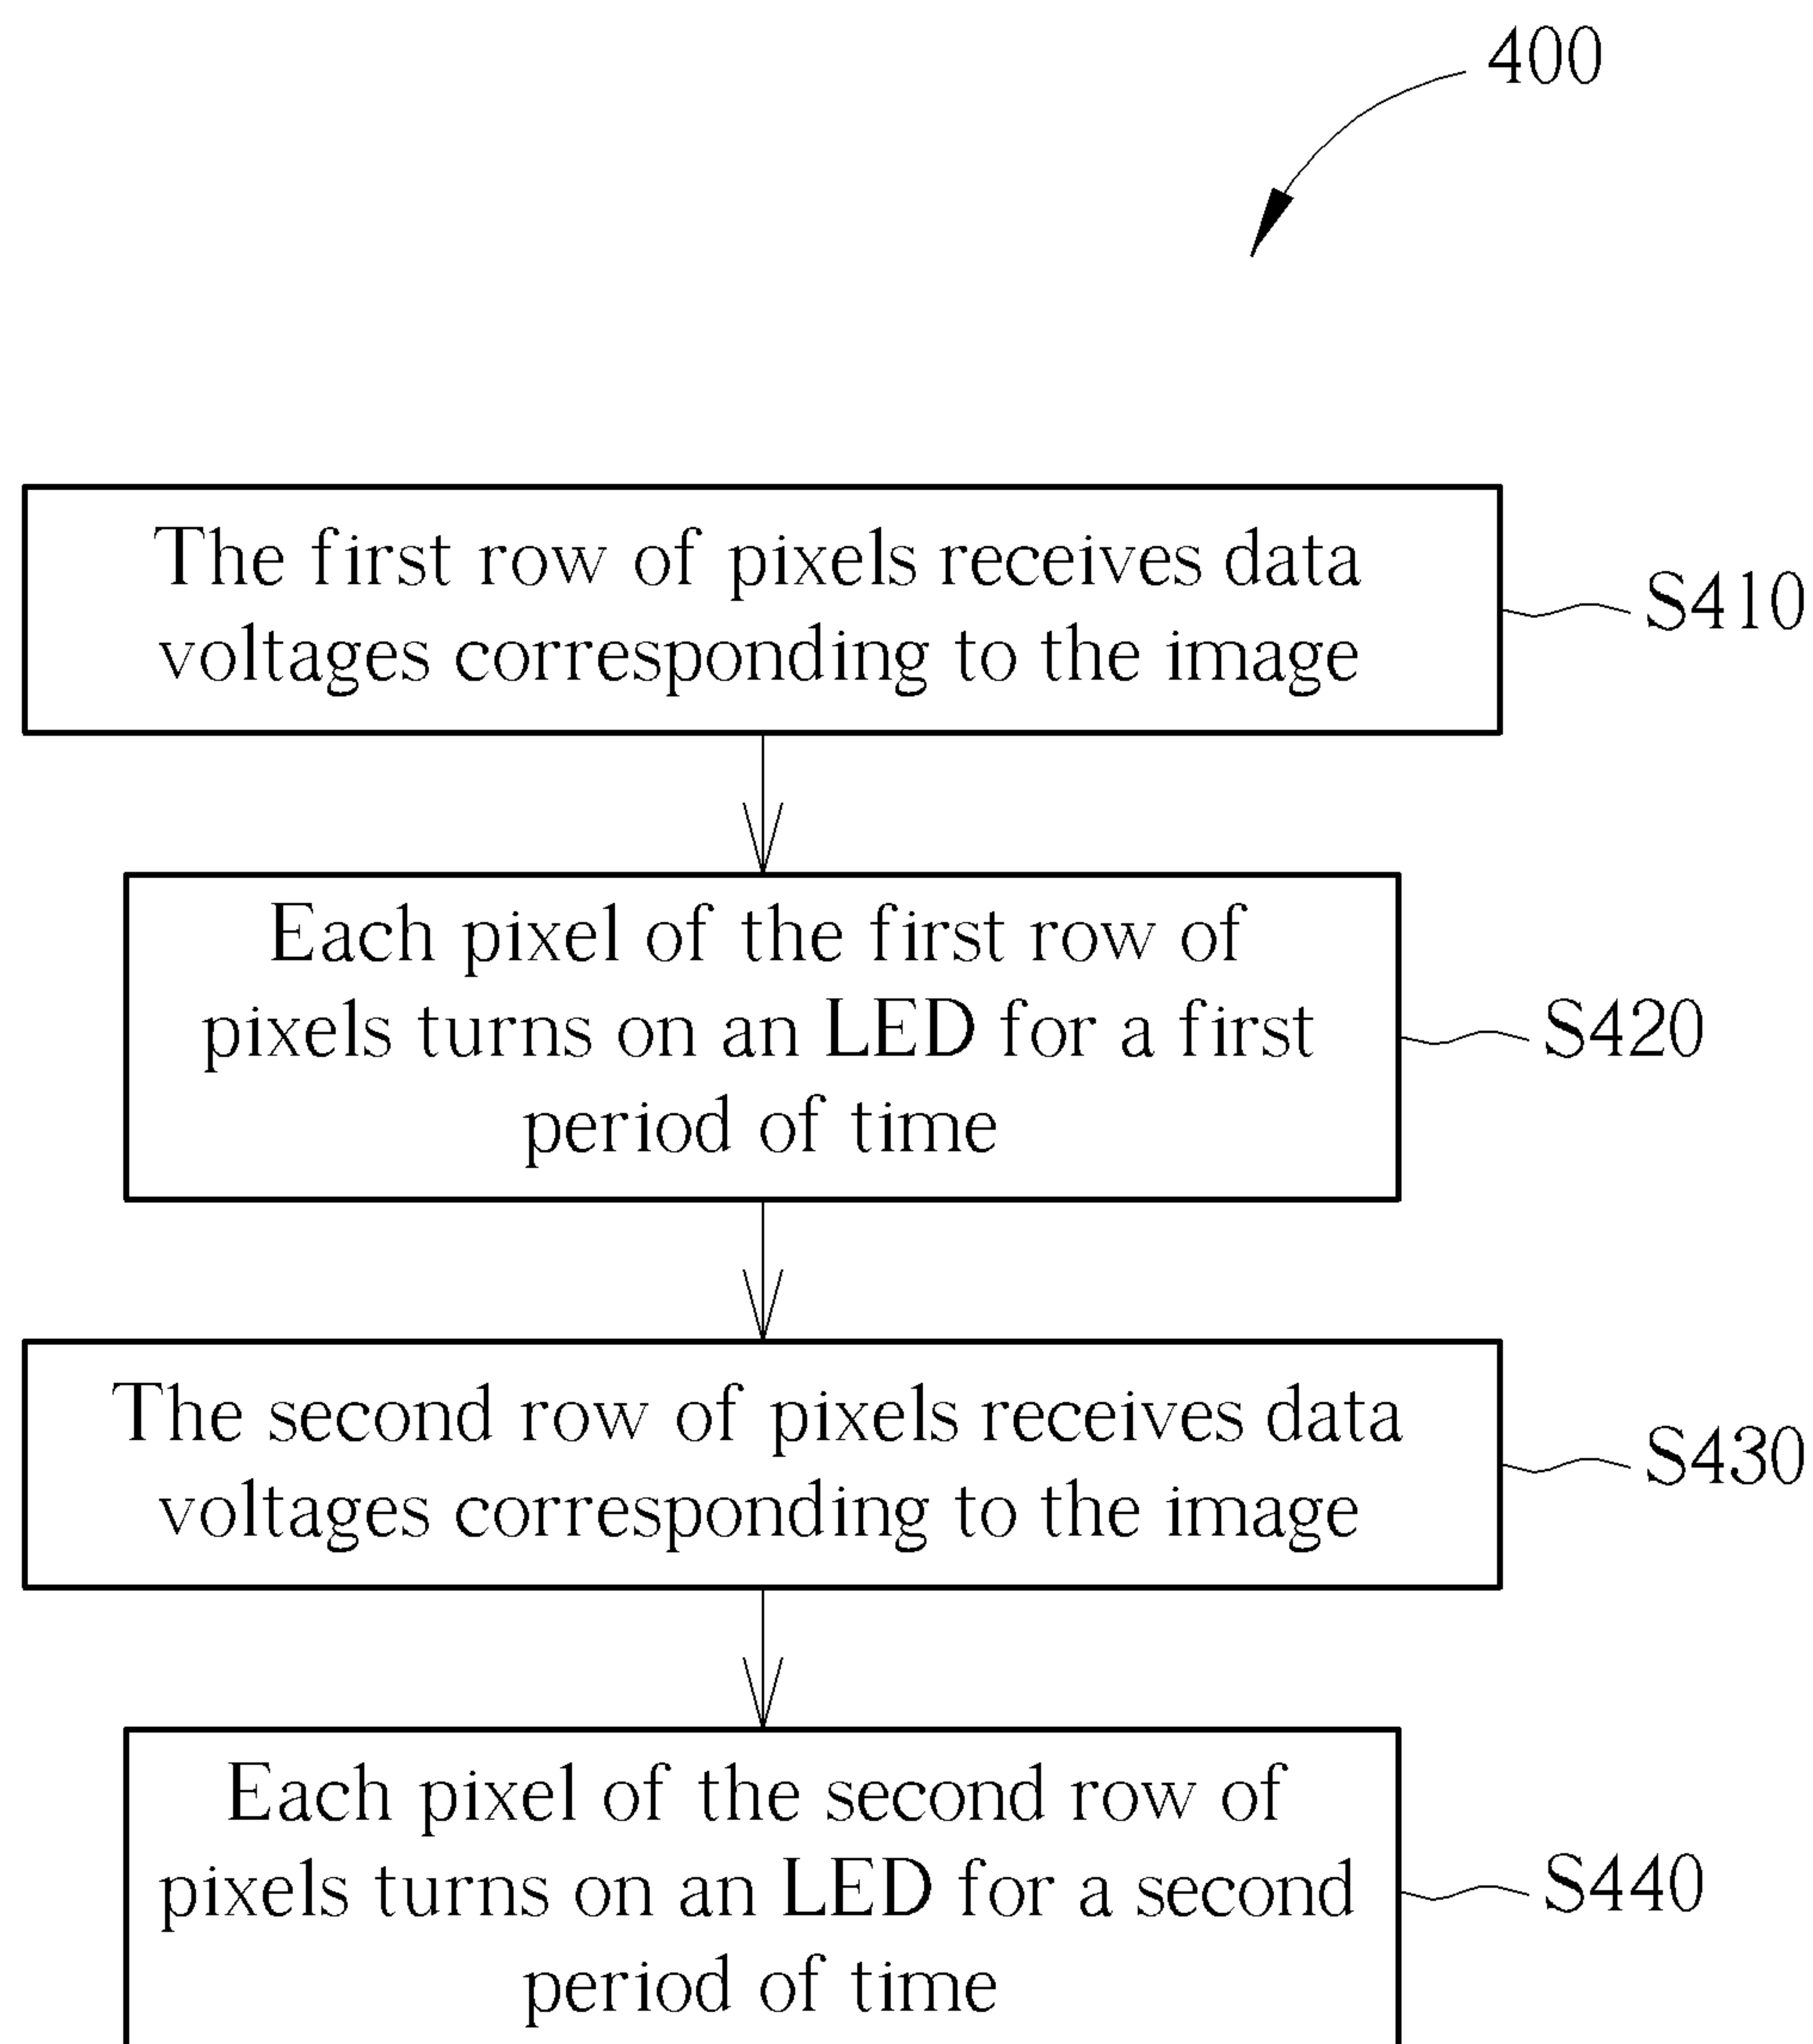 400
The first row of pixels receives data
voltages corresponding to the image
S410
Each pixel of the first row of
pixels turns on an LED for a first
period of time
S420
The second row of pixels receives data
voltages corresponding to the image
S430
Each pixel of the second row of
pixels turns on an LED for a second
period of time
S440